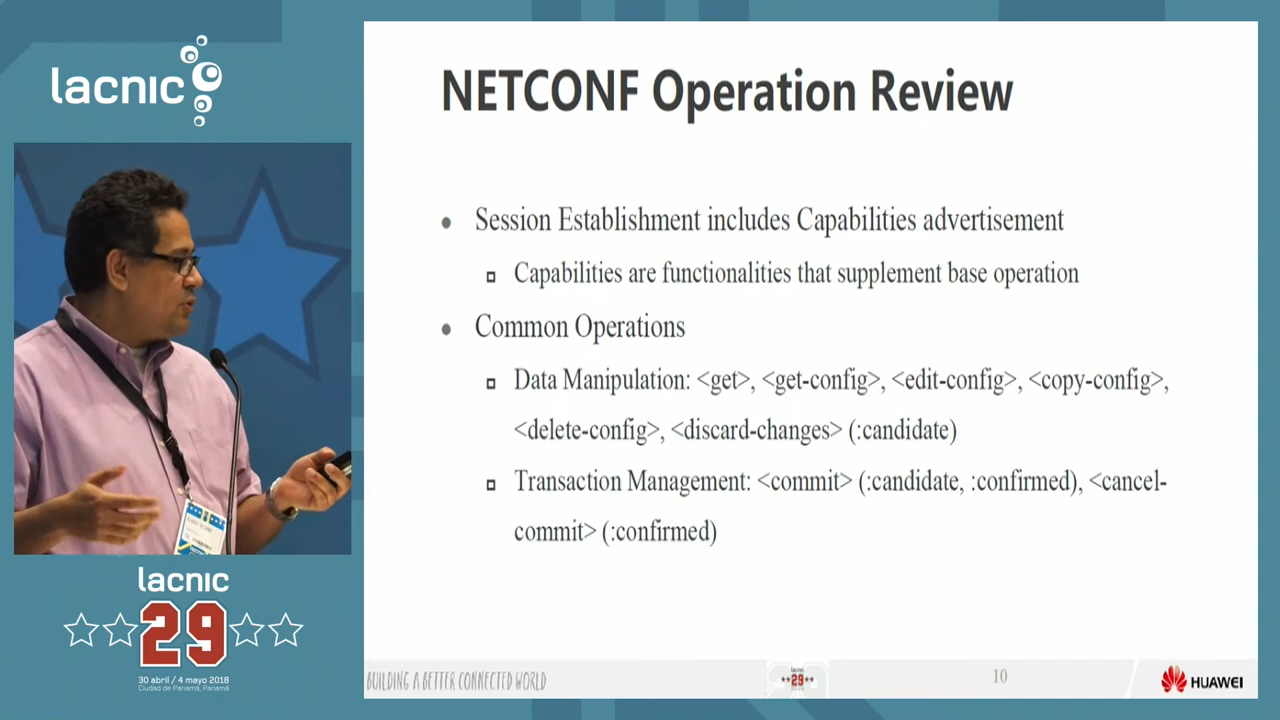 lacnic
NETCONF Operation Review
Session Establishment includes Capabilities advertisement
Capabilities are functionalities that supplement base operation
Common Operations
Data Manipulation: <get>, <get-config>, <edit-config>, <copy-config>,
<delete-config>, <discard-changes> (:candidate)
Transaction Management: <commit> (:candidate, :confirmed), <cancel-
commit> (:confirmed)
lacnic
29
30 abril / 4 mayo 2018
Ciudad de Panamá, Panamá
BUILDING A BETTER CONNECTED WORLD
lacnic
29
10
HUAWEI